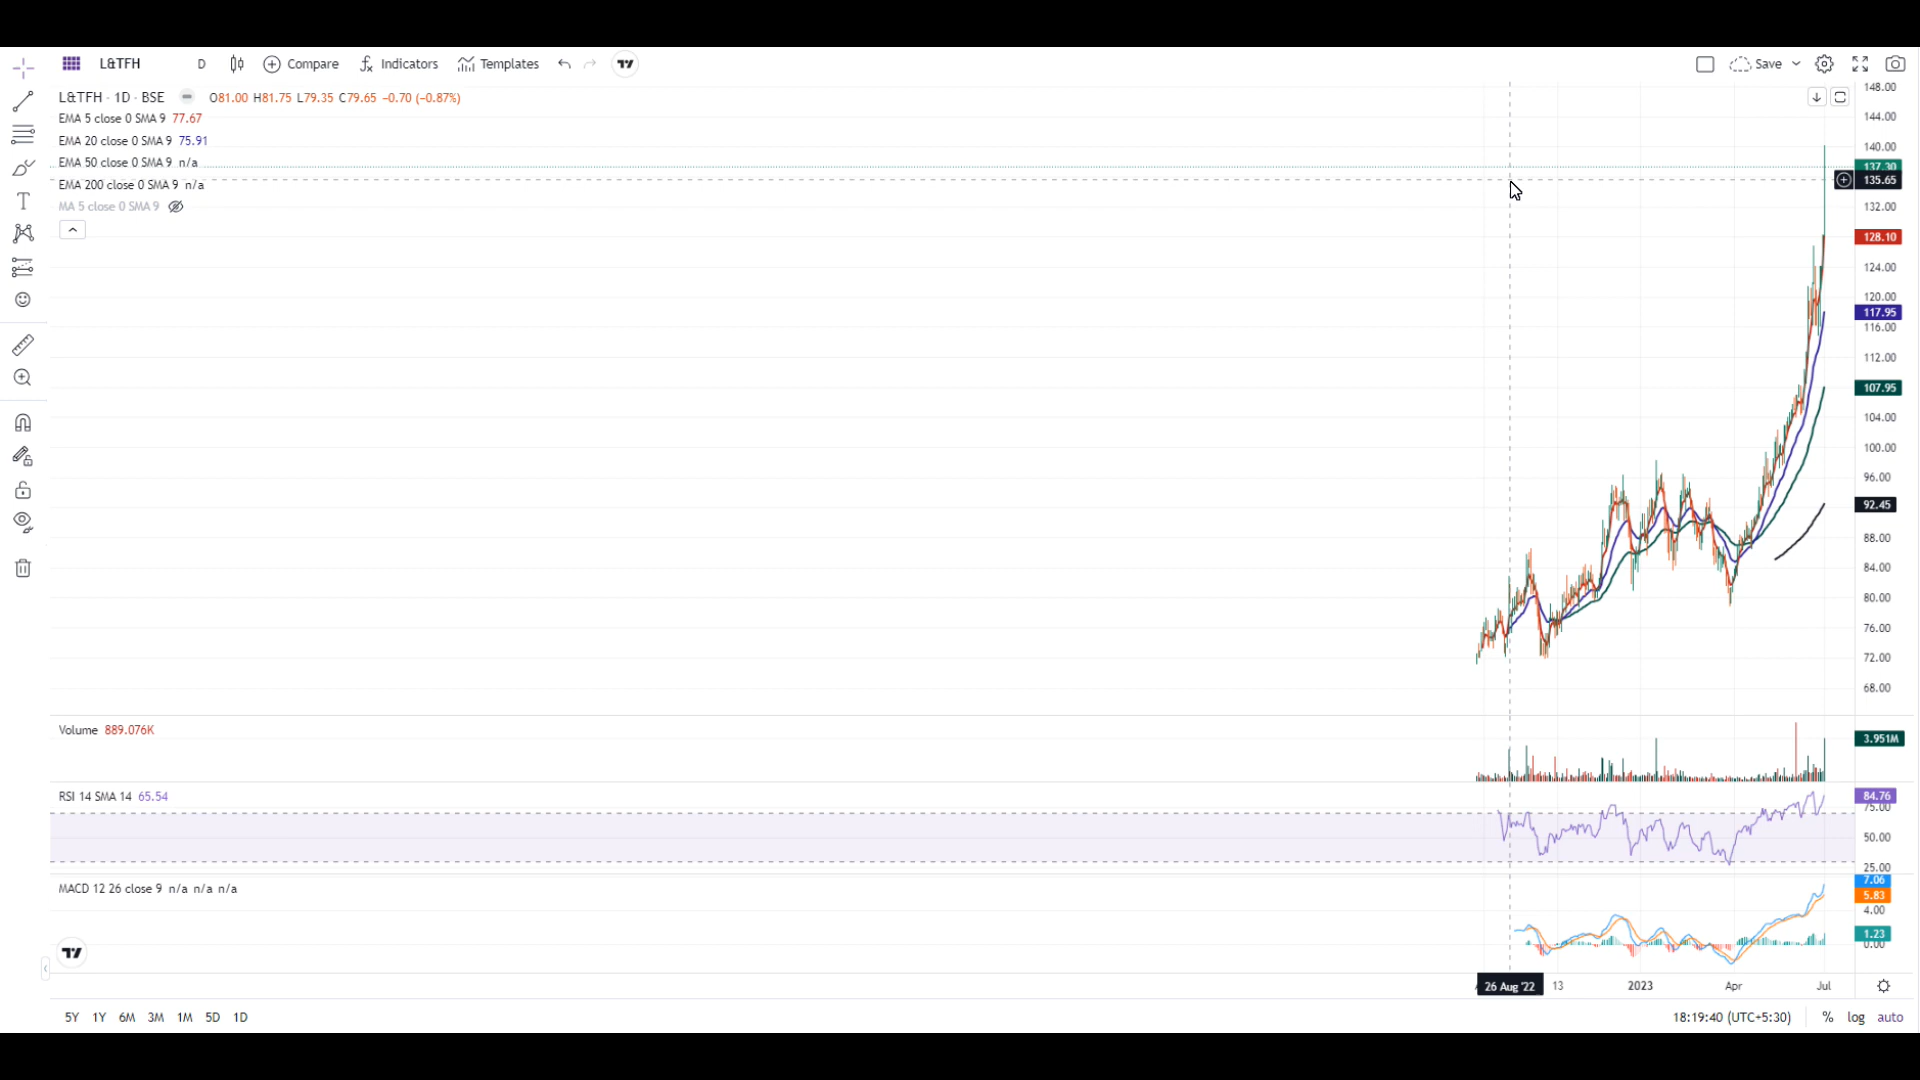 L&TFH D Compare Indicators Templates Save
L&TFH · 1D · BSE O81.00 H81.75 L79.35 C79.65 −0.70 (−0.87%)
EMA 5 close 0 SMA 9 77.67
EMA 20 close 0 SMA 9 75.91
EMA 50 close 0 SMA 9 n/a
EMA 200 close 0 SMA 9 n/a
MA 5 close 0 SMA 9
148.00
144.00
140.00
137.30
135.65
132.00
128.10
124.00
120.00
117.95
116.00
112.00
107.95
104.00
100.00
96.00
92.45
88.00
84.00
80.00
76.00
72.00
68.00
Volume 889.076K
3.951M
RSI 14 SMA 14 65.54
84.76
75.00
50.00
25.00
MACD 12 26 close 9 n/a n/a n/a
7.06
5.83
4.00
1.23
0.00
26 Aug '22 13 2023 Apr Jul
5Y 1Y 6M 3M 1M 5D 1D 18:19:40 (UTC+5:30) % log auto